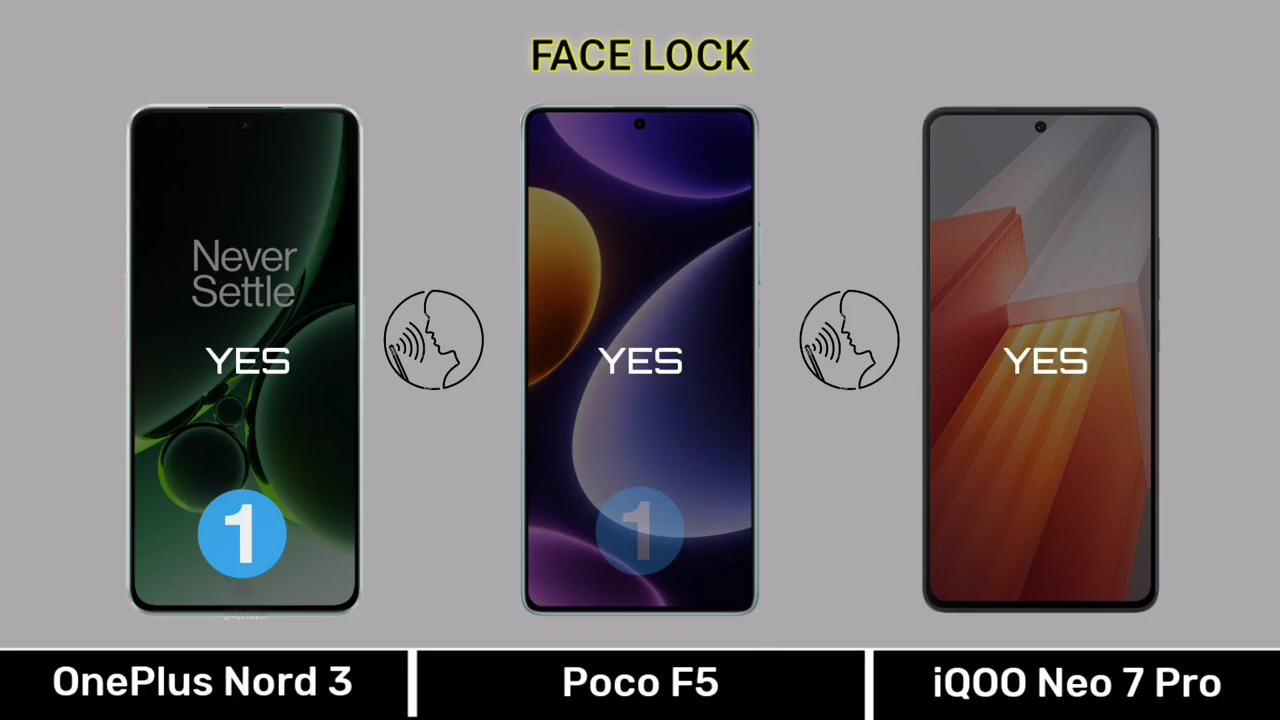 FACE LOCK
Never
Settle
YES
YES
YES
1
1
OnePlus Nord 3
Poco F5
iQOO Neo 7 Pro